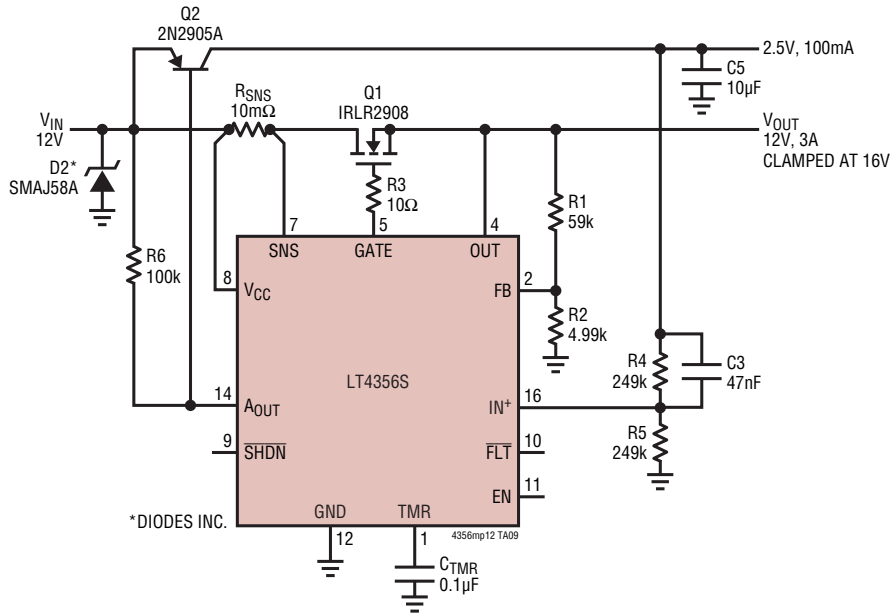 Q2
2N2905A
2.5V, 100mA
C5
10µF
V_IN
12V
R_SNS
10mΩ
Q1
IRLR2908
V_OUT
12V, 3A
CLAMPED AT 16V
D2*
SMAJ58A
R3
10Ω
R1
59k
7
5
4
SNS
GATE
OUT
R6
100k
8
V_CC
2
FB
R2
4.99k
LT4356S
R4
249k
C3
47nF
14
A_OUT
16
IN⁺
9
SHDN
10
FLT
R5
249k
11
EN
*DIODES INC.
GND
TMR
12
1
4356mp12 TA09
C_TMR
0.1µF